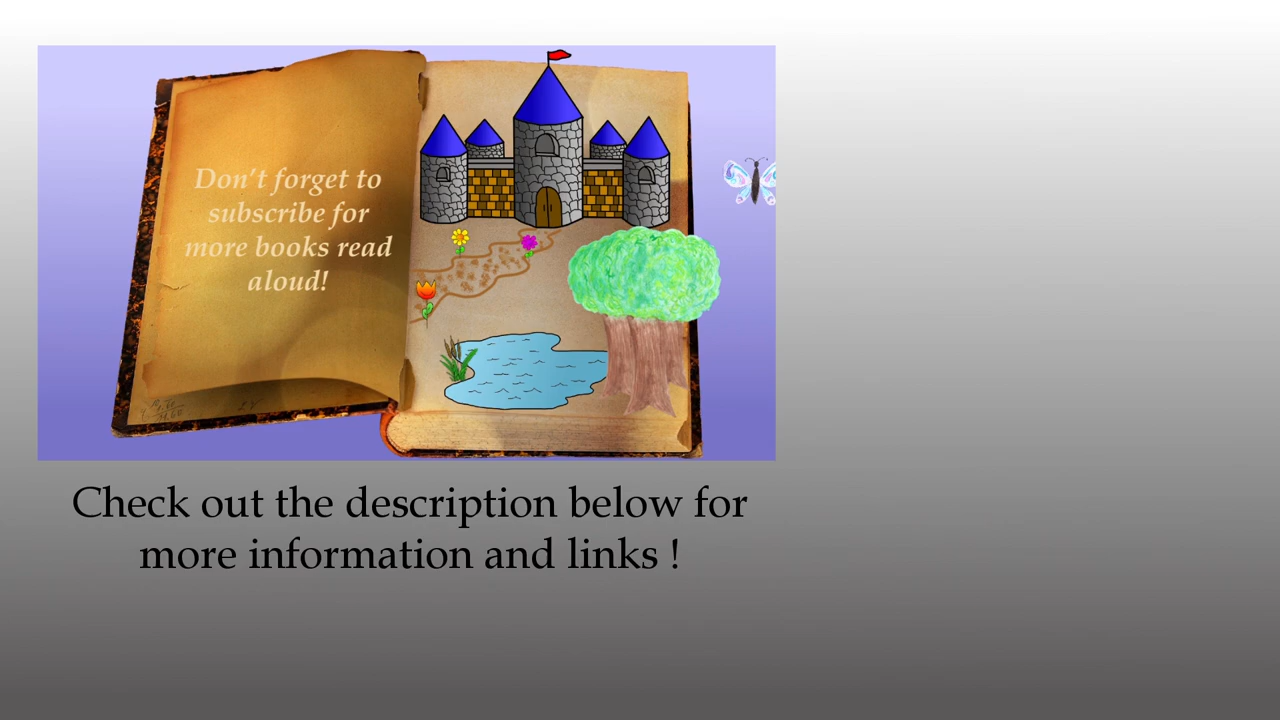 Don't forget to
subscribe for
more books read
aloud!
Check out the description below for
more information and links !